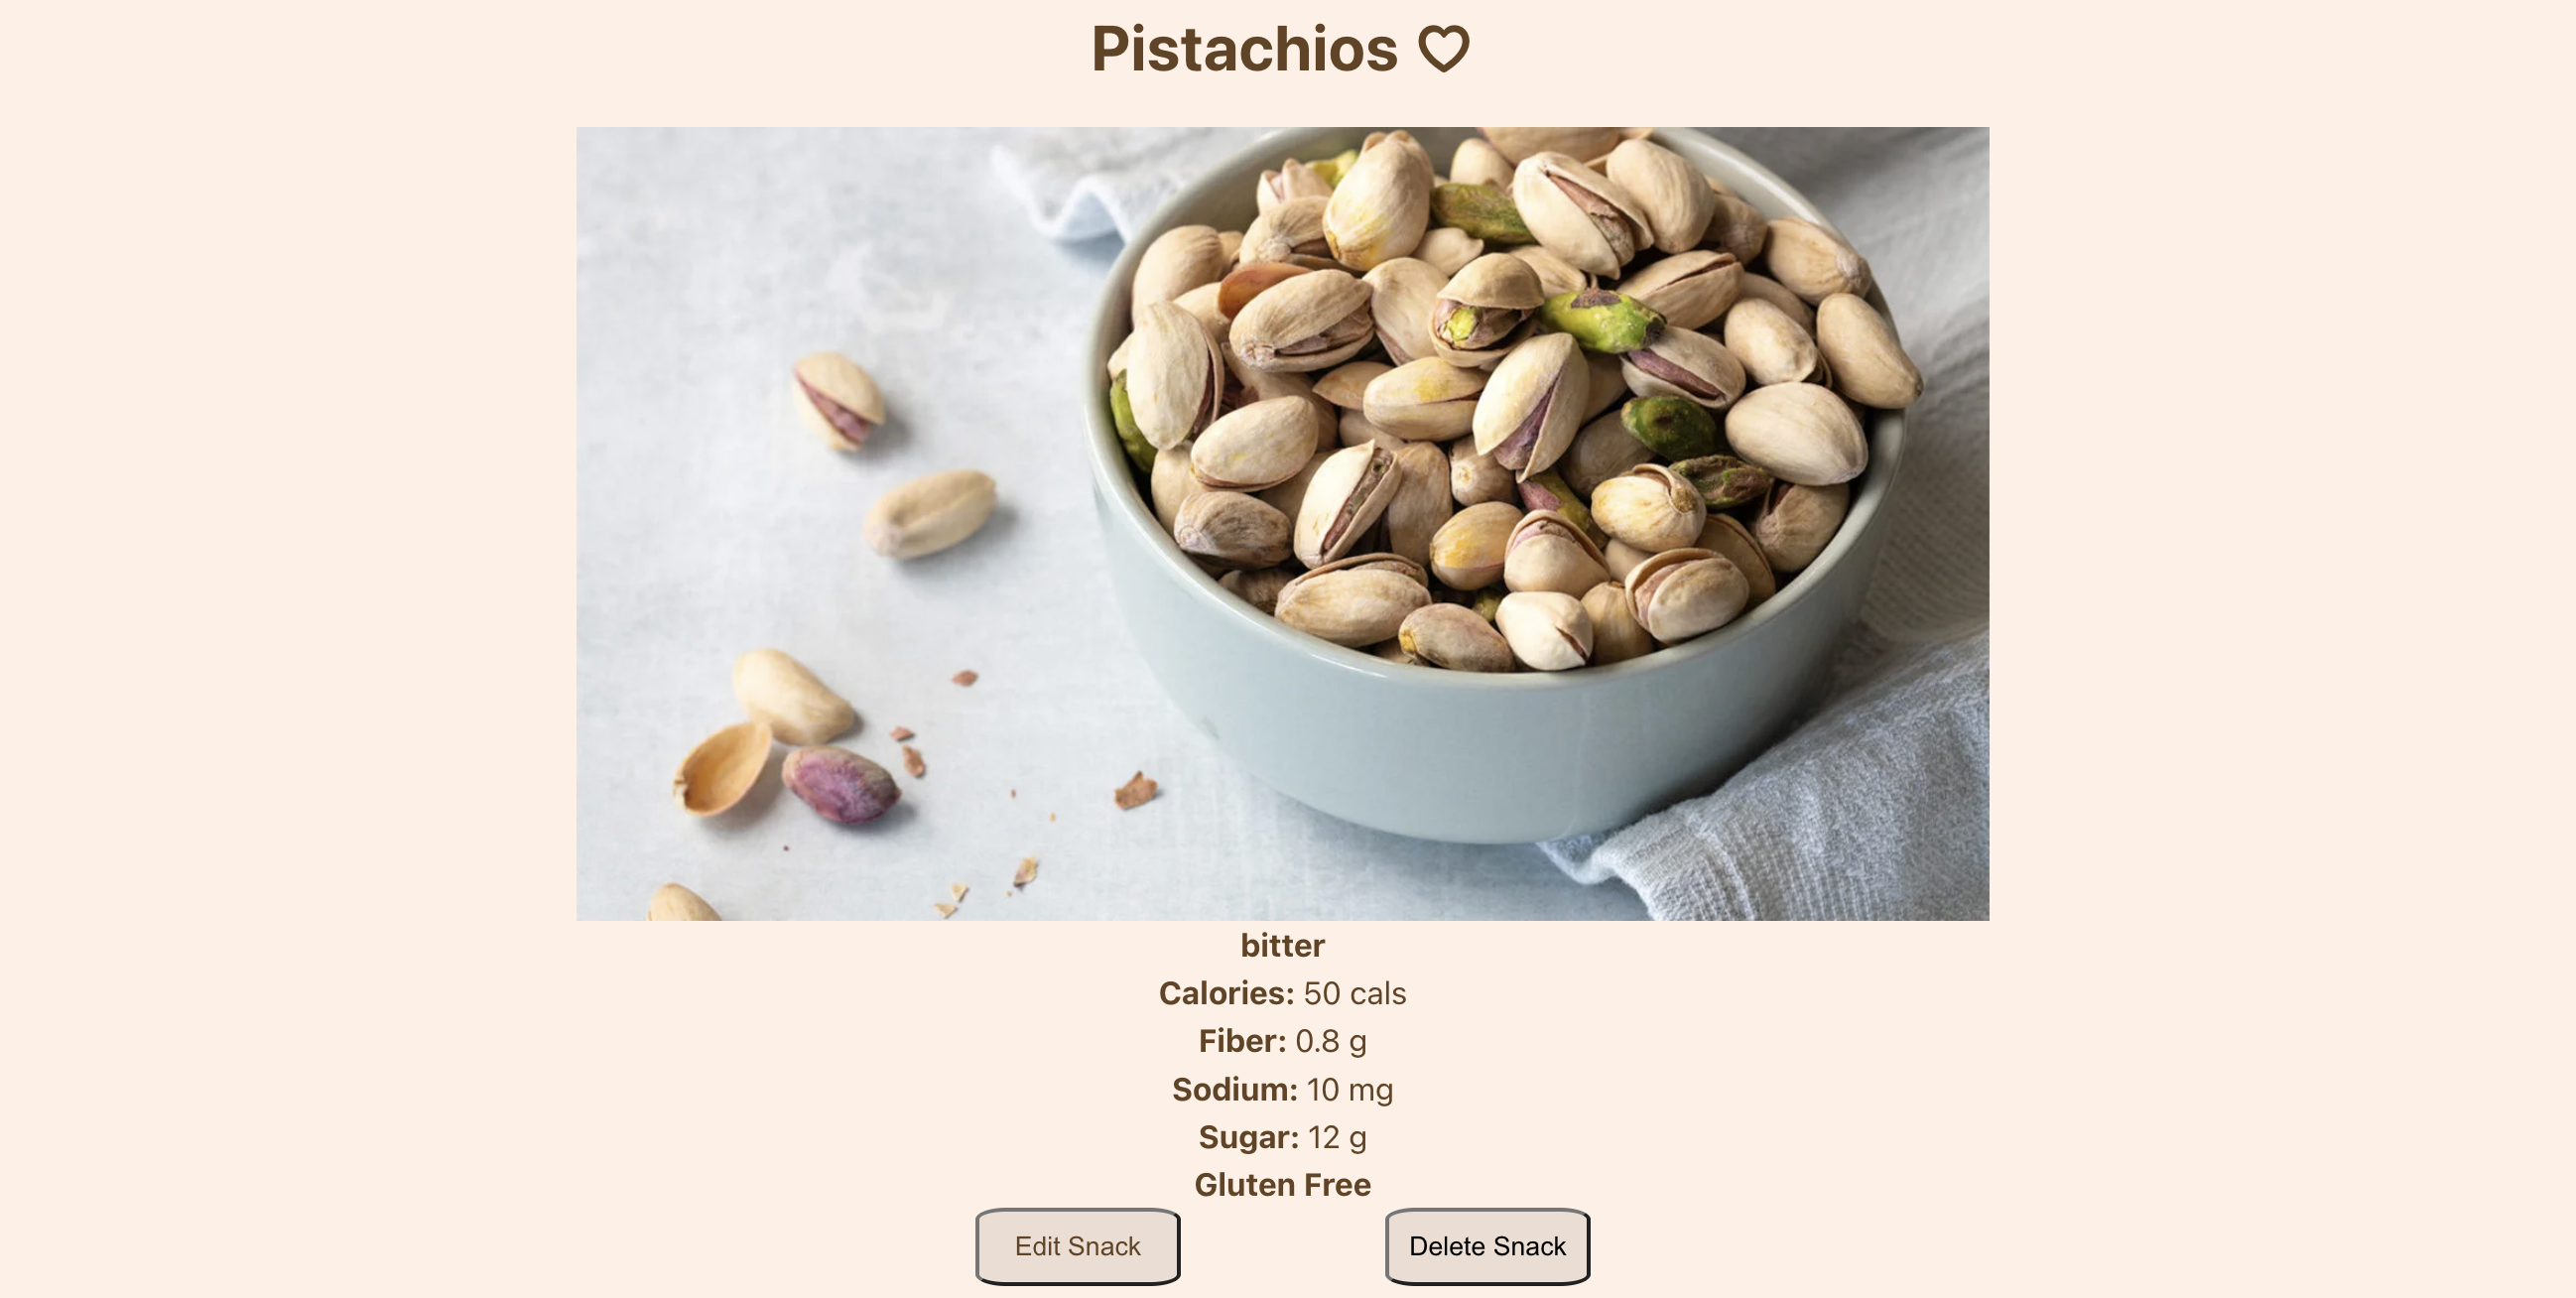 Pistachios
bitter
Calories: 50 cals
Fiber: 0.8 g
Sodium: 10 mg
Sugar: 12 g
Gluten Free
Edit Snack
Delete Snack